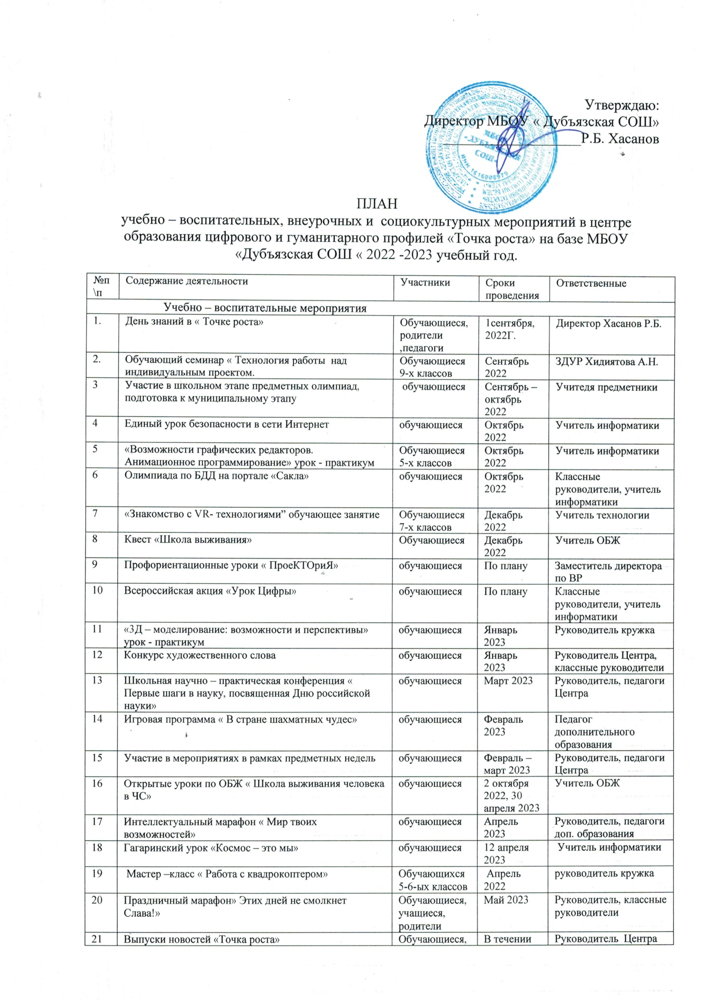 Утверждаю:
Директор МБОУ « Дубъязская СОШ»
Р.Б. Хасанов
МБОУ
«ДУБЪЯЗСКАЯ
СОШ»
ИНН 1616008970
ПЛАН
учебно – воспитательных, внеурочных и  социокультурных мероприятий в центре
образования цифрового и гуманитарного профилей «Точка роста» на базе МБОУ
«Дубъязская СОШ « 2022 -2023 учебный год.
№п Содержание деятельности Участники Сроки Ответственные
\п проведения
Учебно – воспитательные мероприятия
1. День знаний в « Точке роста» Обучающиеся, 1сентября, Директор Хасанов Р.Б.
родители 2022Г.
,педагоги
2. Обучающий семинар « Технология работы  над Обучающиеся Сентябрь ЗДУР Хидиятова А.Н.
индивидуальным проектом. 9-х классов 2022
3 Участие в школьном этапе предметных олимпиад, обучающиеся Сентябрь – Учитедя предметники
подготовка к муниципальному этапу октябрь
2022
4 Единый урок безопасности в сети Интернет обучающиеся Октябрь Учитель информатики
2022
5 «Возможности графических редакторов. Обучающиеся Октябрь Учитель информатики
Анимационное программирование» урок - практикум 5-х классов 2022
6 Олимпиада по БДД на портале «Сакла» обучающиеся Октябрь Классные
2022 руководители, учитель
информатики
7 «Знакомство с VR- технологиями” обучающее занятие Обучающиеся Декабрь Учитель технологии
7-х классов 2022
8 Квест «Школа выживания» Обучающиеся Декабрь Учитель ОБЖ
2022
9 Профориентационные уроки « ПроеКТОриЯ» обучающиеся По плану Заместитель директора
по ВР
10 Всероссийская акция «Урок Цифры» обучающиеся По плану Классные
руководители, учитель
информатики
11 «3Д – моделирование: возможности и перспективы» обучающиеся Январь Руководитель кружка
урок - практикум 2023
12 Конкурс художественного слова обучающиеся Январь Руководитель Центра,
2023 классные руководители
13 Школьная научно – практическая конференция « обучающиеся Март 2023 Руководитель, педагоги
Первые шаги в науку, посвященная Дню российской Центра
науки»
14 Игровая программа « В стране шахматных чудес» обучающиеся Февраль Педагог
2023 дополнительного
образования
15 Участие в мероприятиях в рамках предметных недель обучающиеся Февраль – Руководитель, педагоги
март 2023 Центра
16 Открытые уроки по ОБЖ « Школа выживания человека обучающиеся 2 октября Учитель ОБЖ
в ЧС» 2022, 30
апреля 2023
17 Интеллектуальный марафон « Мир твоих обучающиеся Апрель Руководитель, педагоги
возможностей» 2023 доп. образования
18 Гагаринский урок «Космос – это мы» обучающиеся 12 апреля Учитель информатики
2023
19 Мастер –класс « Работа с квадрокоптером» Обучающихся Апрель руководитель кружка
5-6-ых классов 2022
20 Праздничный марафон» Этих дней не смолкнет Обучающиеся, Май 2023 Руководитель, классные
Слава!» учащиеся, руководители
родители
21 Выпуски новостей «Точка роста» Обучающиеся, В течении Руководитель  Центра